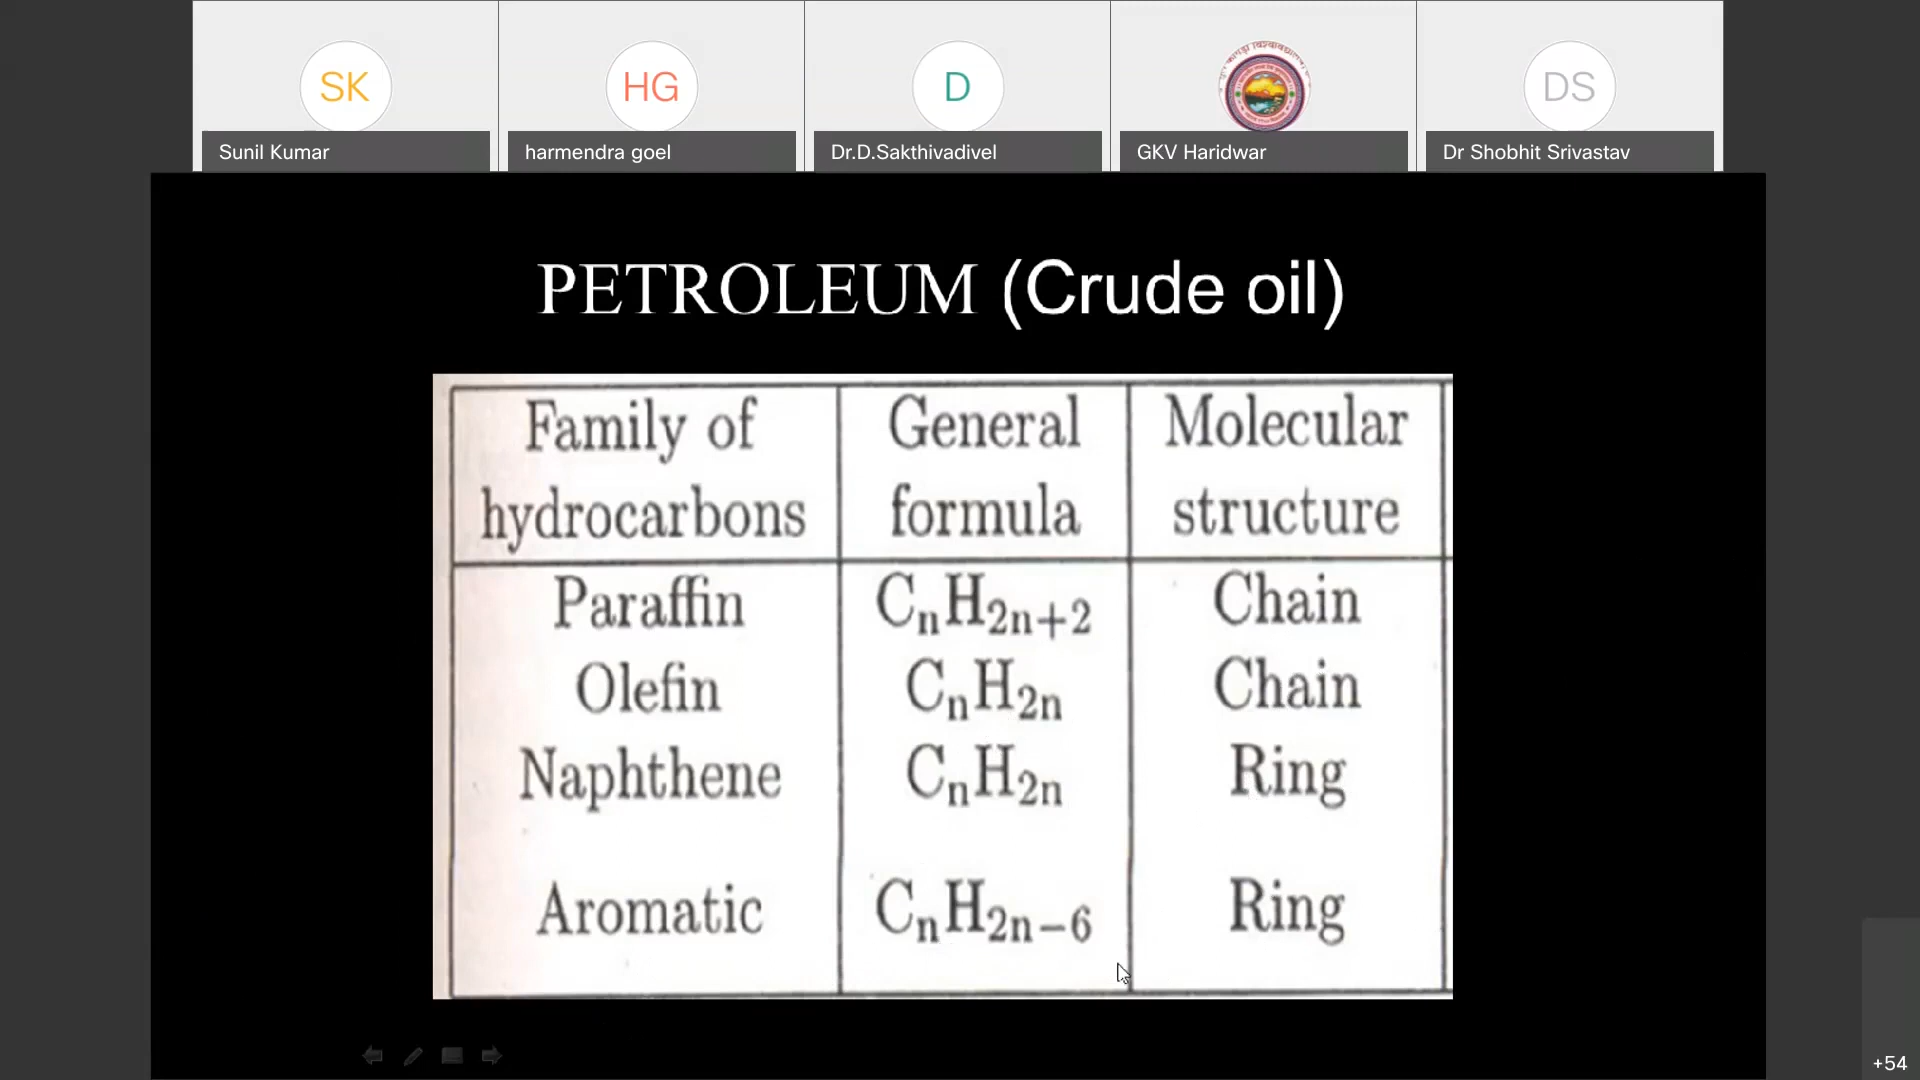 SK
HG
D
DS
Sunil Kumar
harmendra goel
Dr.D.Sakthivadivel
GKV Haridwar
Dr Shobhit Srivastav
PETROLEUM (Crude oil)
Family of hydrocarbons General formula Molecular structure
Paraffin CₙH₂ₙ₊₂ Chain
Olefin CₙH₂ₙ Chain
Naphthene CₙH₂ₙ Ring
Aromatic CₙH₂ₙ₋₆ Ring
+54